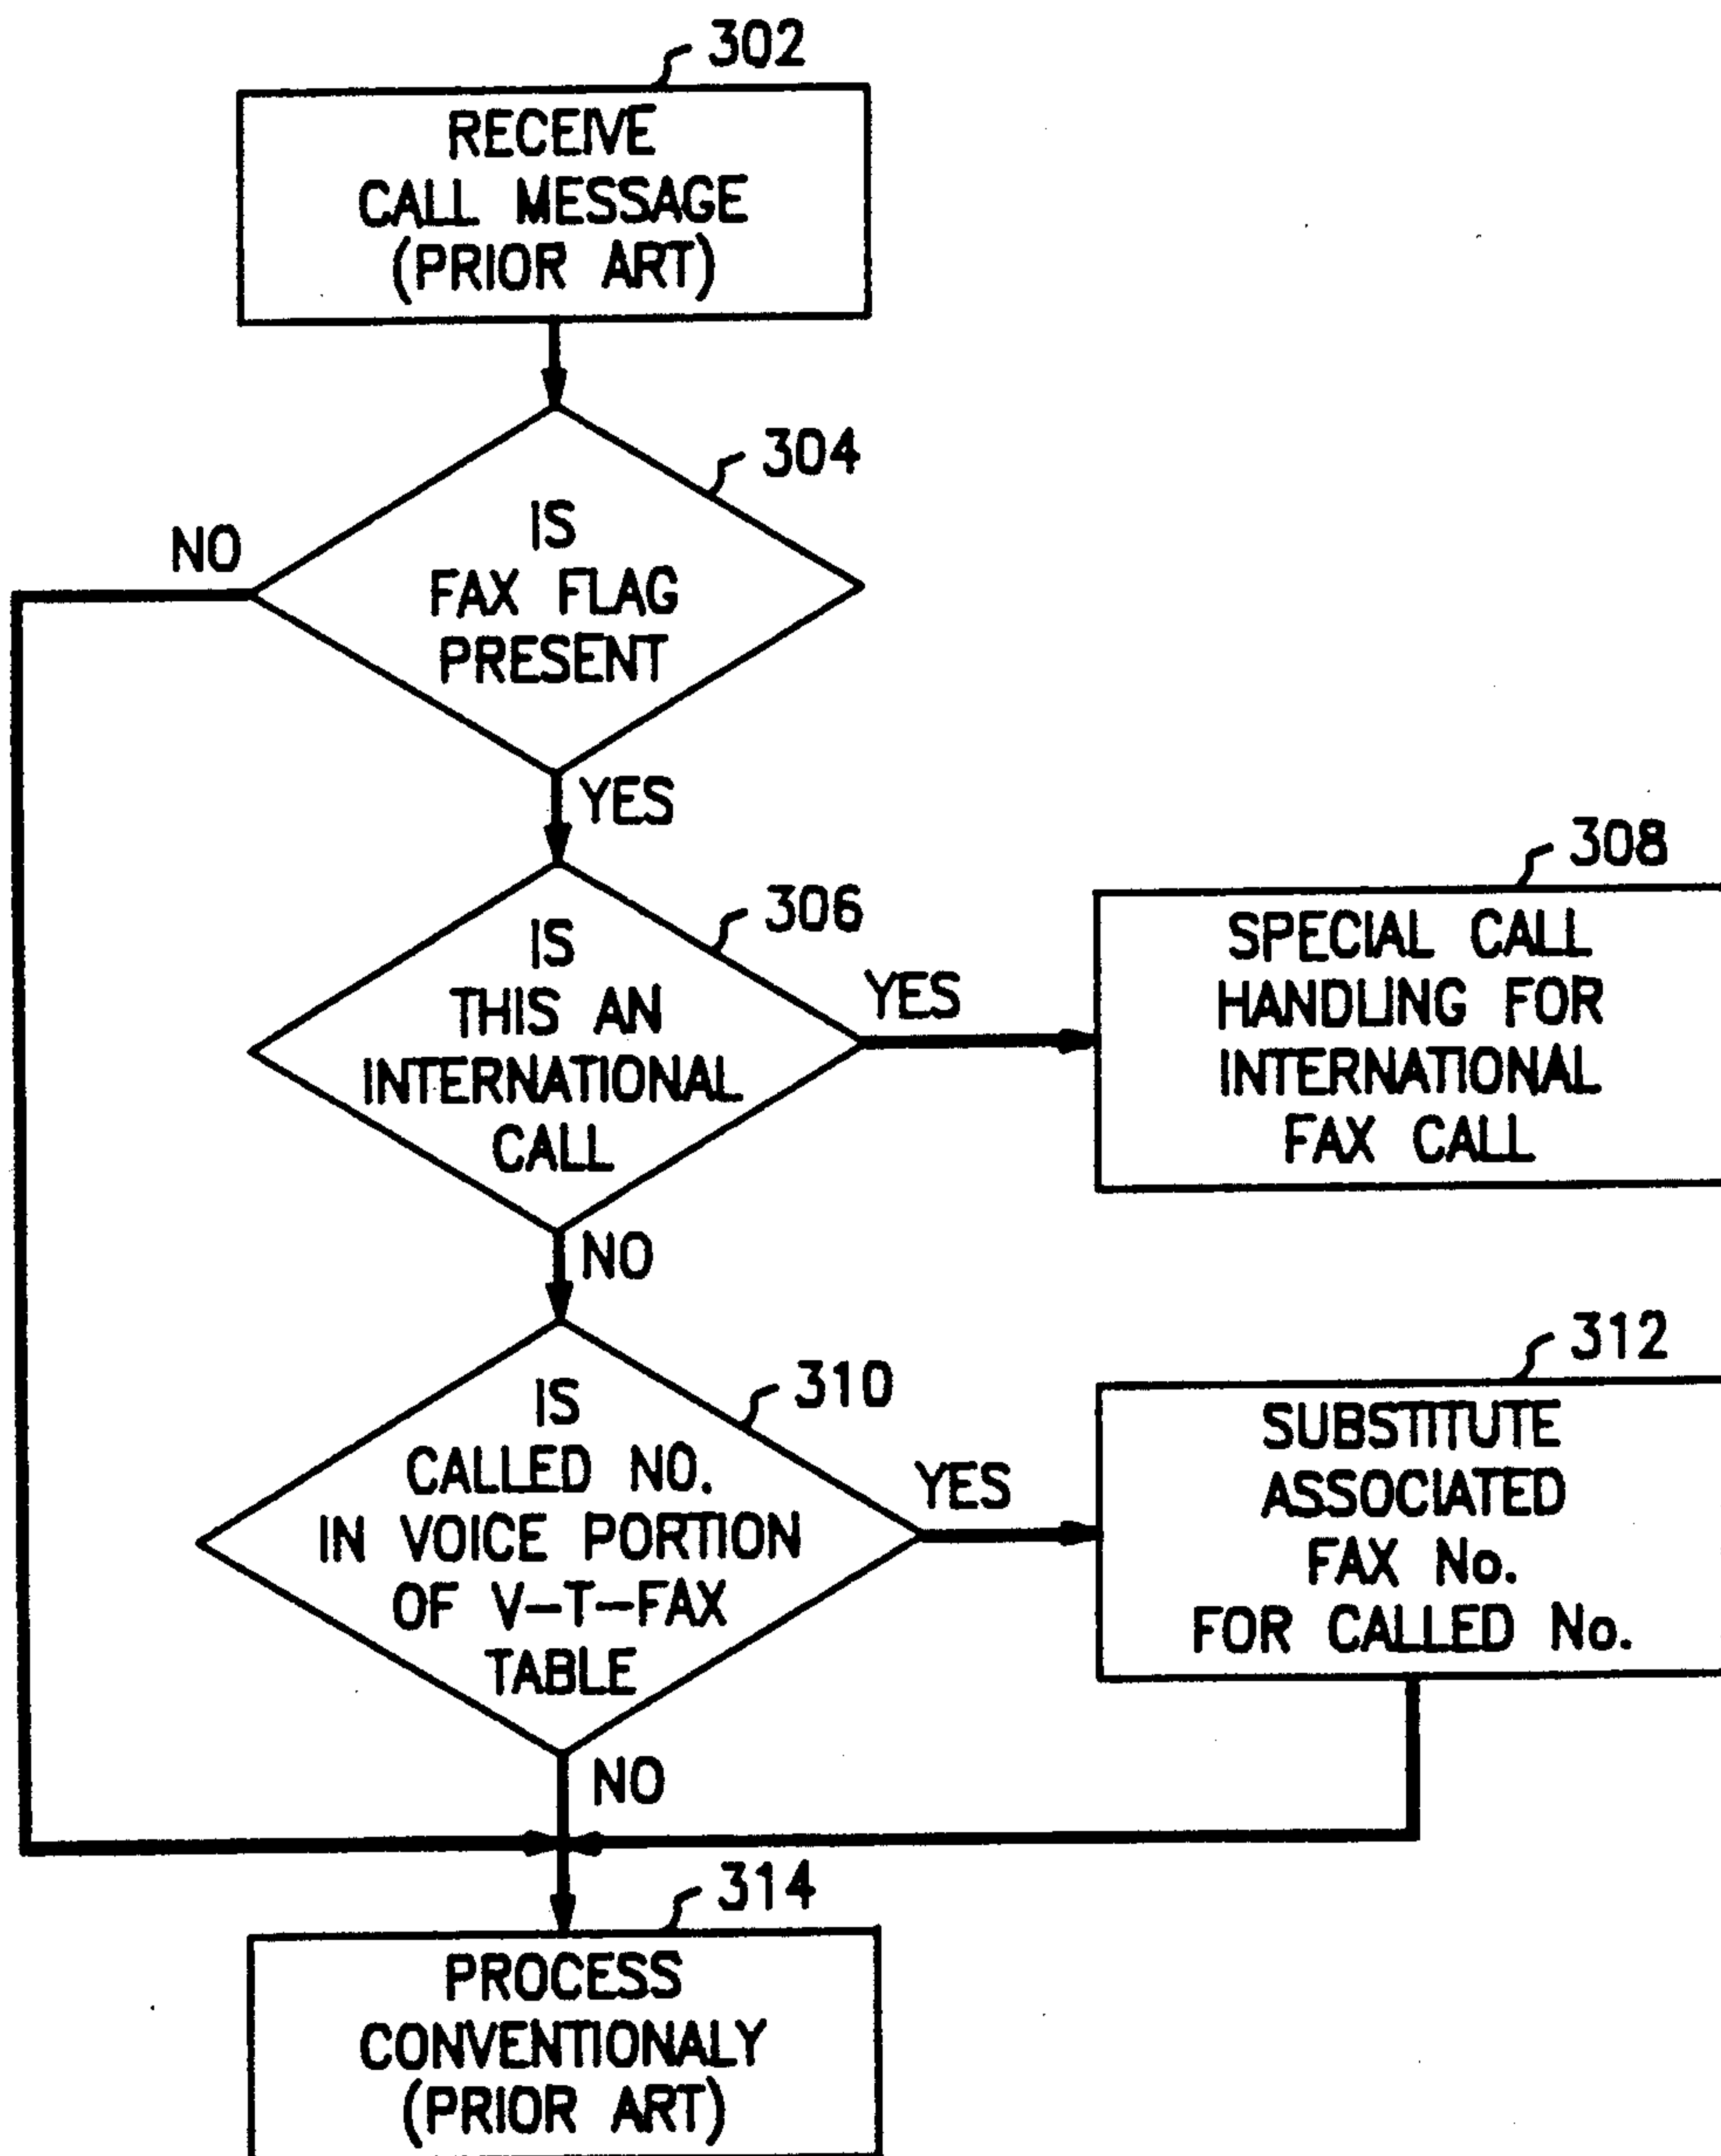 302
RECEIVE
CALL MESSAGE
(PRIOR ART)
304
IS
FAX FLAG
PRESENT
NO
YES
306
IS
THIS AN
INTERNATIONAL
CALL
YES
308
SPECIAL CALL
HANDLING FOR
INTERNATIONAL
FAX CALL
NO
310
IS
CALLED NO.
IN VOICE PORTION
OF V-T-FAX
TABLE
YES
312
SUBSTITUTE
ASSOCIATED
FAX No.
FOR CALLED No.
NO
314
PROCESS
CONVENTIONALY
(PRIOR ART)